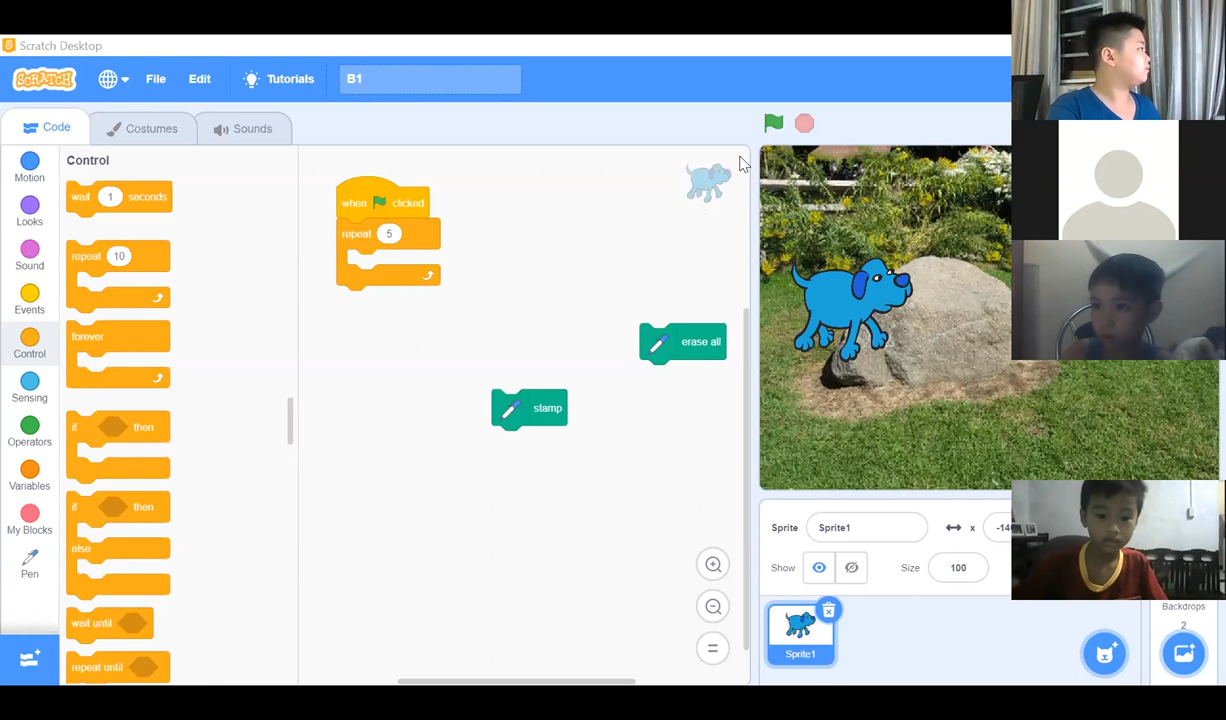 Scratch Desktop
SCRATCH
File
Edit
Tutorials
B1
Code
Costumes
Sounds
Motion
Looks
Sound
Events
Control
Sensing
Operators
Variables
My Blocks
Pen
Control
wait 1 seconds
repeat 10
forever
if then
if then
else
wait until
repeat until
when clicked
repeat 5
erase all
stamp
Sprite Sprite1
x -14
Show
Size 100
Sprite1
Backdrops
2